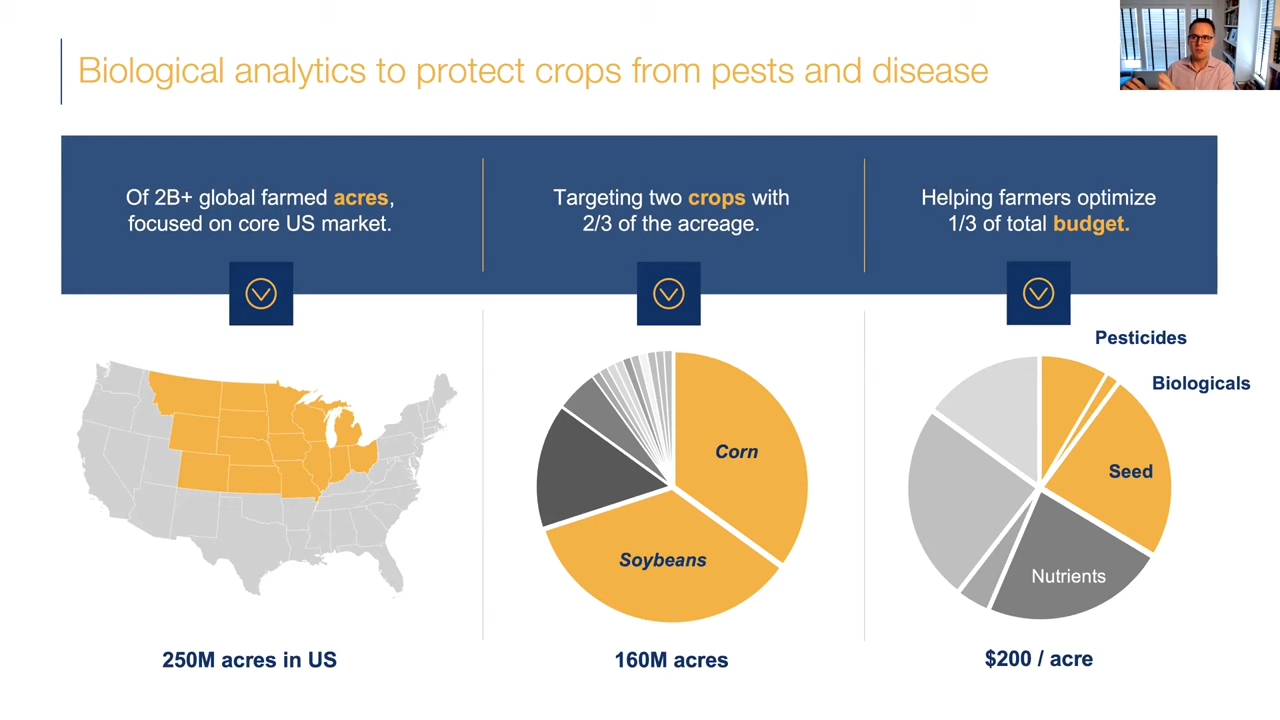 Biological analytics to protect crops from pests and disease
Of 2B+ global farmed acres,
focused on core US market.
Targeting two crops with
2/3 of the acreage.
Helping farmers optimize
1/3 of total budget.
Corn
Soybeans
Pesticides
Biologicals
Seed
Nutrients
250M acres in US
160M acres
$200 / acre